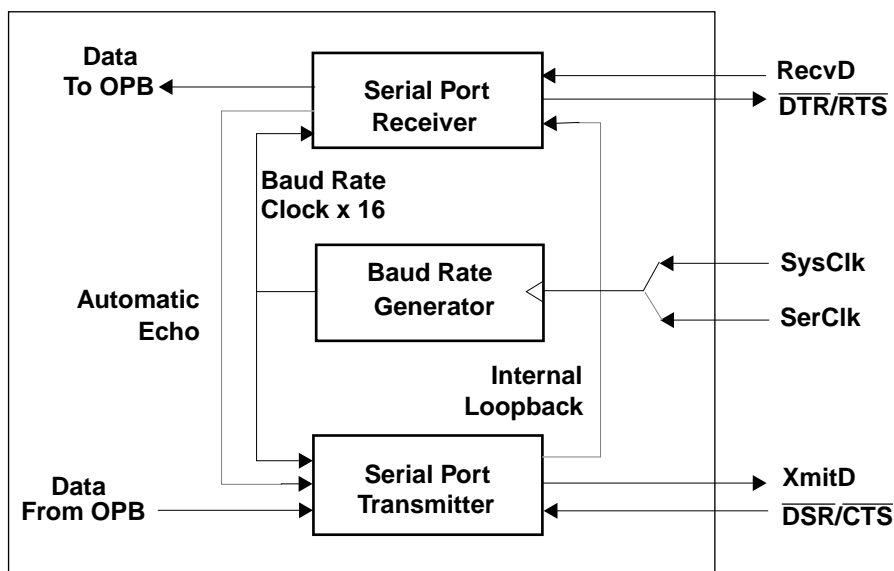 Data
To OPB
Serial Port
Receiver
RecvD
DTR/RTS
Baud Rate
Clock x 16
Baud Rate
Generator
SysClk
SerClk
Automatic
Echo
Internal
Loopback
Serial Port
Transmitter
Data
From OPB
XmitD
DSR/CTS